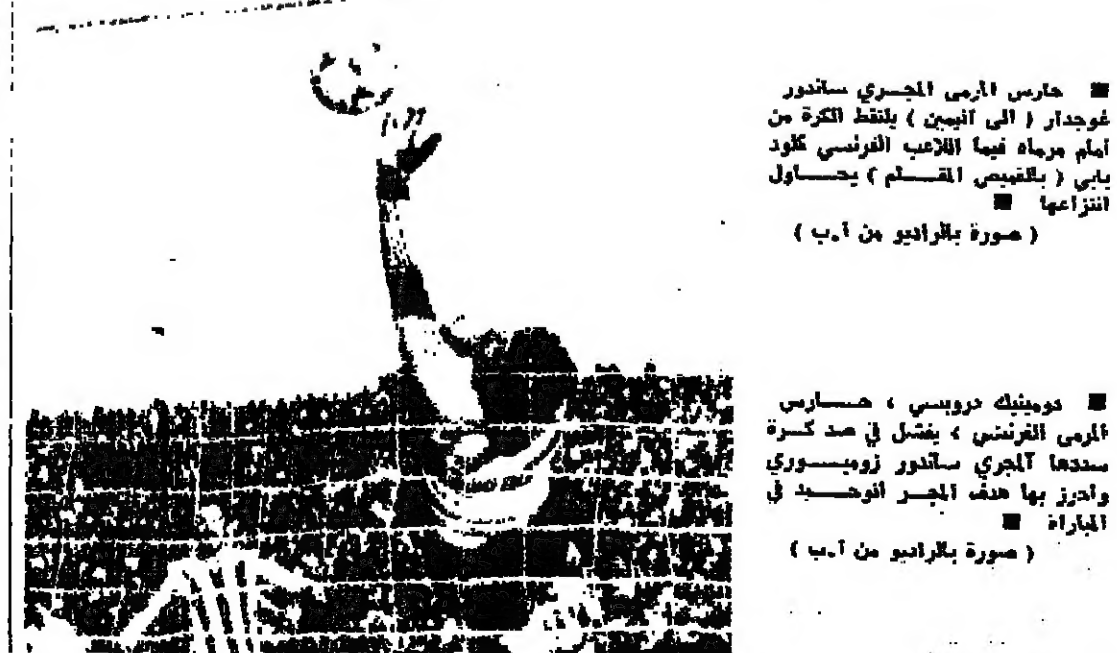 ■ حارس المرمى المجري ساندور
غوجدار ( الى اليمين ) يلتقط الكرة من
أمام مرماه فيما اللاعب الفرنسي كلود
بابي ( بالقميص المقلم ) يحاول
انتزاعها ■
( صورة بالراديو من أ.ب )
■ دومينيك دروبسي ، حارس
المرمى الفرنسي ، يفشل في صد كرة
سددها المجري ساندور زومبوري
وأحرز بها هدف المجر الوحيد في
المباراة ■
( صورة بالراديو من أ.ب )